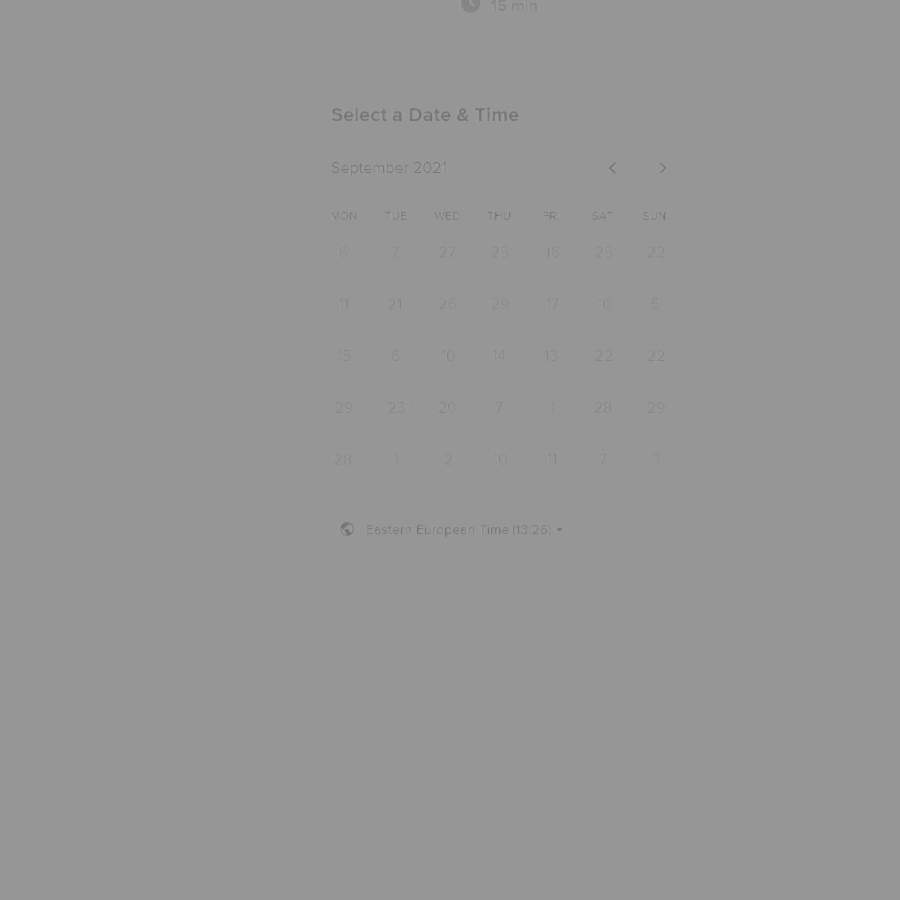 15 min
Select a Date & Time
September 2021
MON TUE WED THU FRI SAT SUN
6 7 27 25 15 23 22
11 21 26 29 17 10 5
15 6 10 14 13 22 22
29 23 20 7 1 28 29
28 1 2 10 11 7 3
Eastern European Time (13:26)